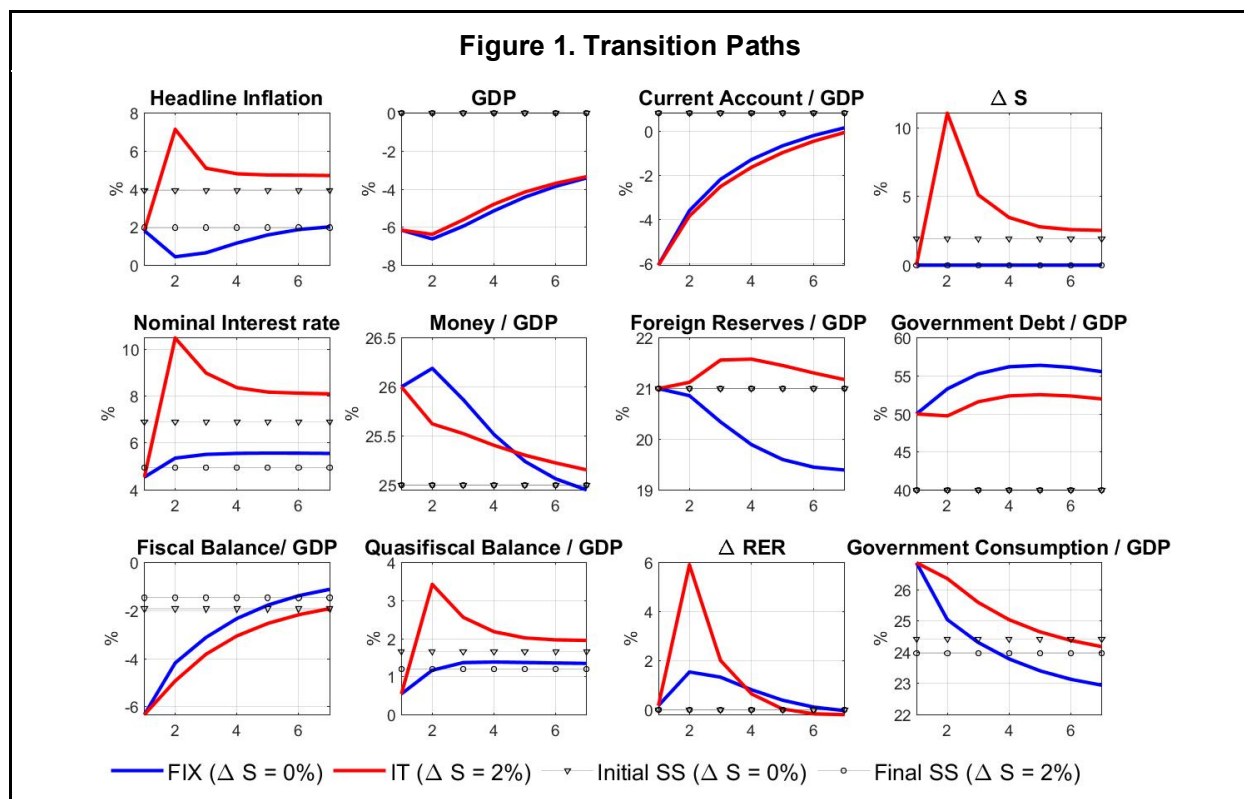 Figure 1. Transition Paths
Headline Inflation
GDP
Current Account / GDP
Δ S
%
8
6
4
2
0
2 4 6
%
0
-2
-4
-6
-8
2 4 6
%
0
-2
-4
-6
2 4 6
%
10
5
0
2 4 6
Nominal Interest rate
Money / GDP
Foreign Reserves / GDP
Government Debt / GDP
%
10
8
6
4
2 4 6
%
26.5
26
25.5
25
2 4 6
%
22
21
20
19
2 4 6
%
60
55
50
45
40
2 4 6
Fiscal Balance/ GDP
Quasifiscal Balance / GDP
Δ RER
Government Consumption / GDP
%
0
-2
-4
-6
2 4 6
%
4
3
2
1
0
2 4 6
%
6
4
2
0
2 4 6
%
26
25
24
23
22
2 4 6
FIX (Δ S = 0%) IT (Δ S = 2%) Initial SS (Δ S = 0%) Final SS (Δ S = 2%)